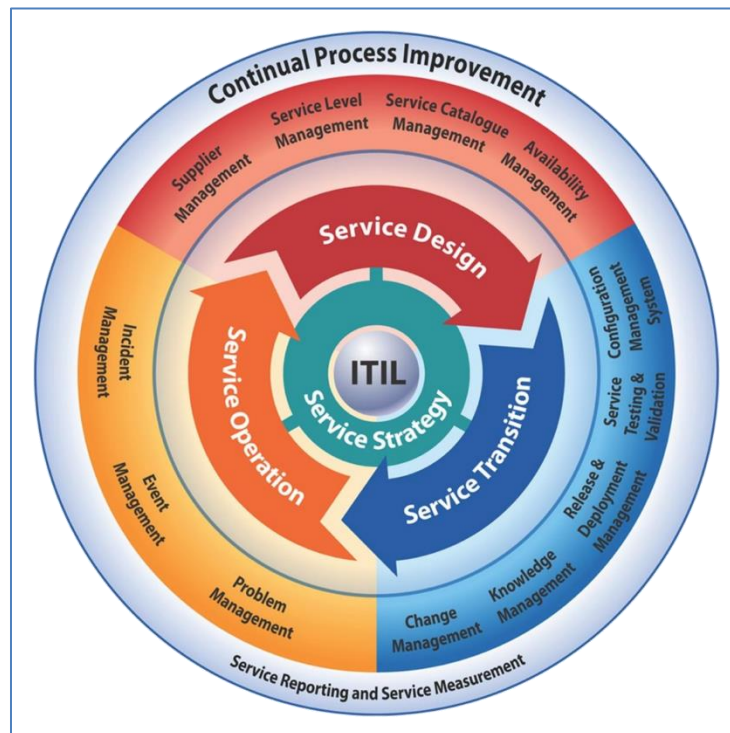 Continual Process Improvement
Supplier
Management
Service Level
Management
Service Catalogue
Management
Availability
Management
Configuration
Management
System
Service
Testing &
Validation
Release &
Deployment
Management
Knowledge
Management
Change
Management
Problem
Management
Event
Management
Incident
Management
Service Design
Service Transition
Service Operation
Service Strategy
ITIL
Service Reporting and Service Measurement